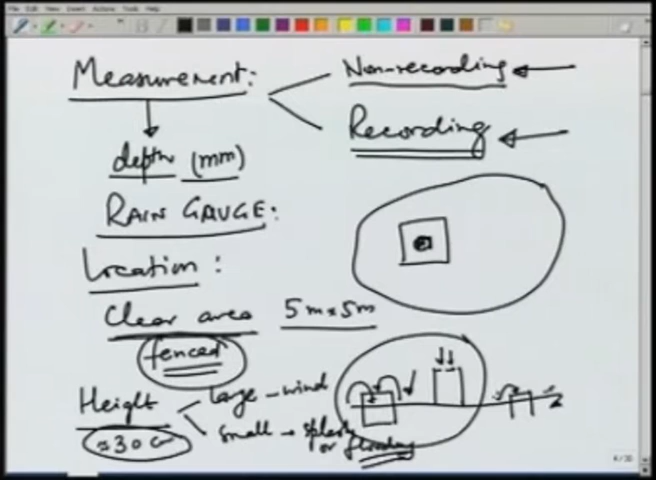 Measurement:
Non-recording
Recording
depth (mm)
RAIN GAUGE:
Location:
Clear area 5m×5m
fenced
Height
large - wind
≈30 cm
small → splash
or flooding